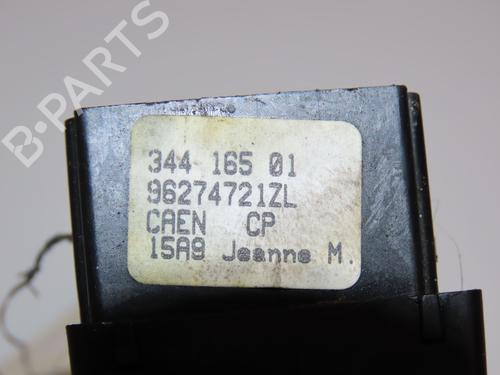 B-PARTS
344 165 01
96274721ZL
CAEN CP
15A9 Jeanne M.